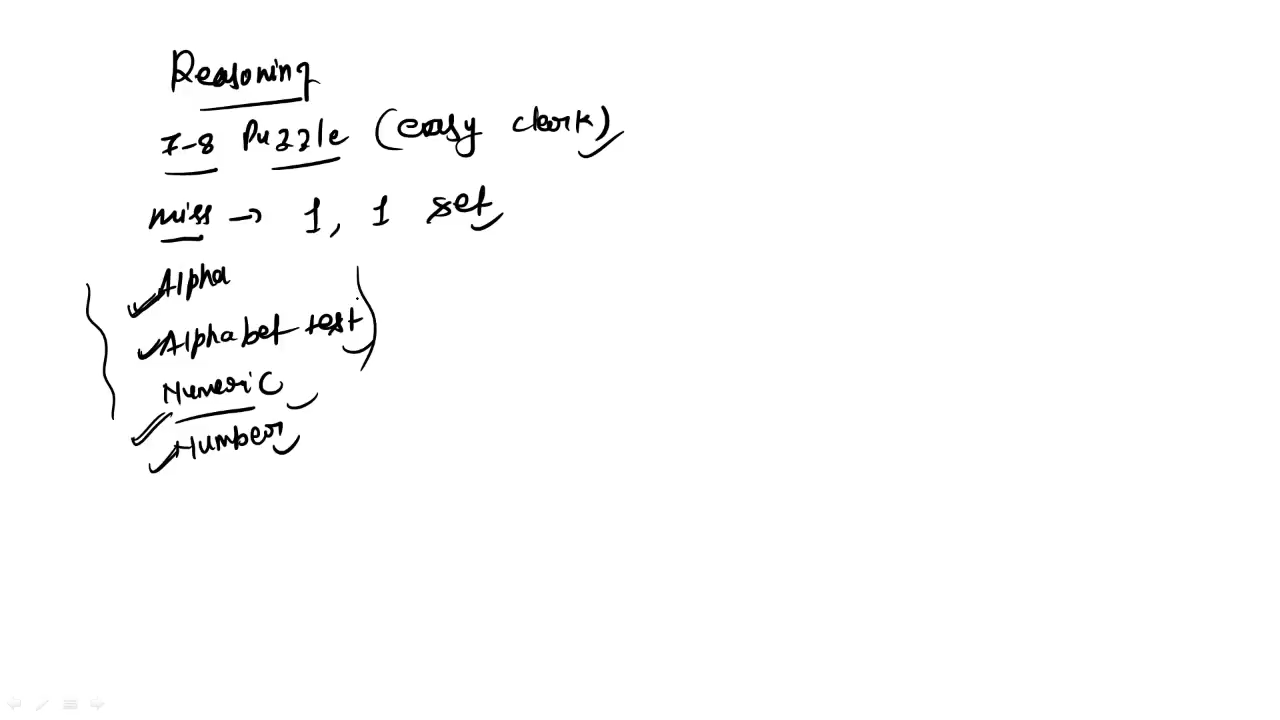 Reasoning
7-8 Puzzle (easy clerk)
miss → 1, 1 set
Alpha
Alphabet test
Numeric
Number